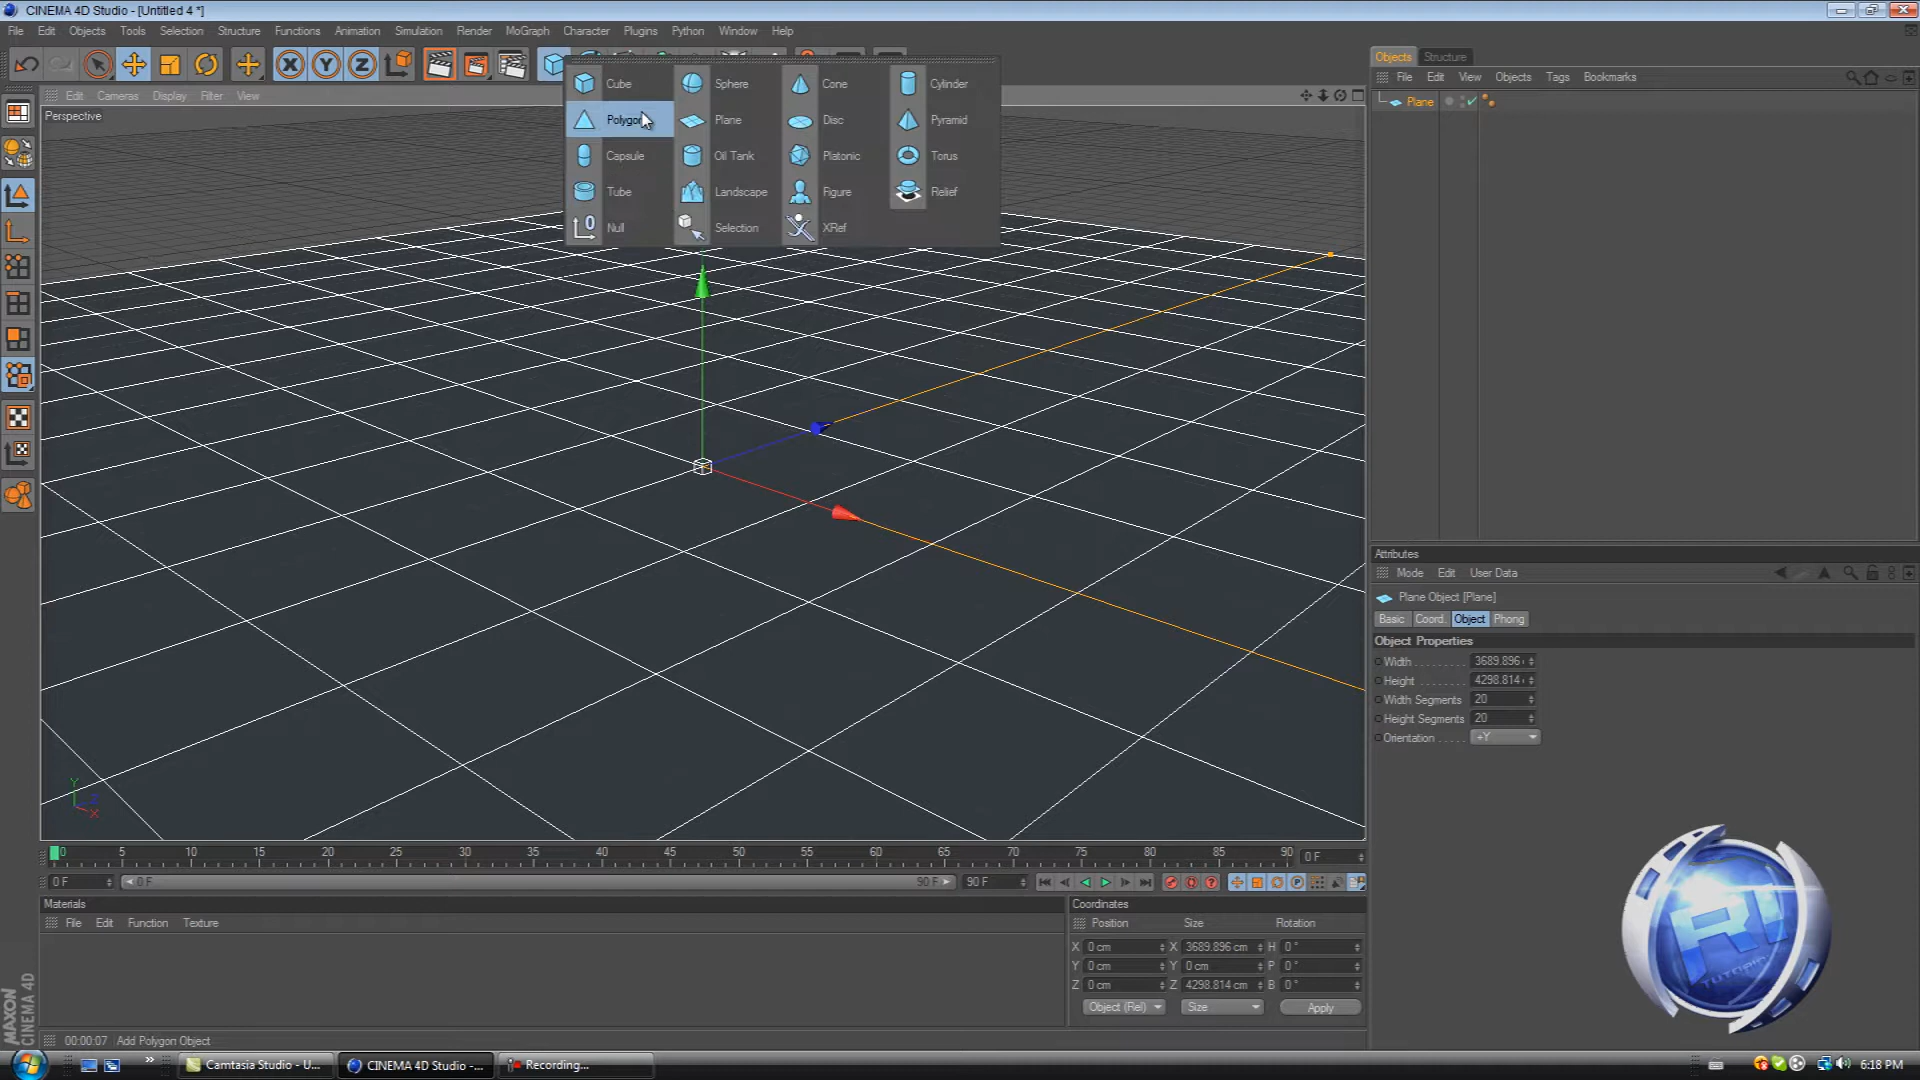 CINEMA 4D Studio - [Untitled 4 *]
File Edit Objects Tools Selection Structure Functions Animation Simulation Render MoGraph Character Plugins Python Window Help
Edit Cameras Display Filter View
Perspective
Cube Sphere Cone Cylinder
Polygon Plane Disc Pyramid
Capsule Oil Tank Platonic Torus
Tube Landscape Figure Relief
Null Selection XRef
Objects Structure
File Edit View Objects Tags Bookmarks
Plane
Attributes
Mode Edit User Data
Plane Object [Plane]
Basic Coord. Object Phong
Object Properties
Width 3689.896
Height 4298.814
Width Segments 20
Height Segments 20
Orientation +Y
Y
X
0 5 10 15 20 25 30 35 40 45 50 55 60 65 70 75 80 85 90 0 F
0 F 0 F 90 F 90 F
Materials
File Edit Function Texture
Coordinates
Position Size Rotation
X 0 cm X 3689.896 cm H 0 °
Y 0 cm Y 0 cm P 0 °
Z 0 cm Z 4298.814 cm B 0 °
Object (Rel) Size Apply
MAXON
CINEMA 4D
00:00:07 Add Polygon Object
Camtasia Studio - U... CINEMA 4D Studio -... Recording... 6:18 PM